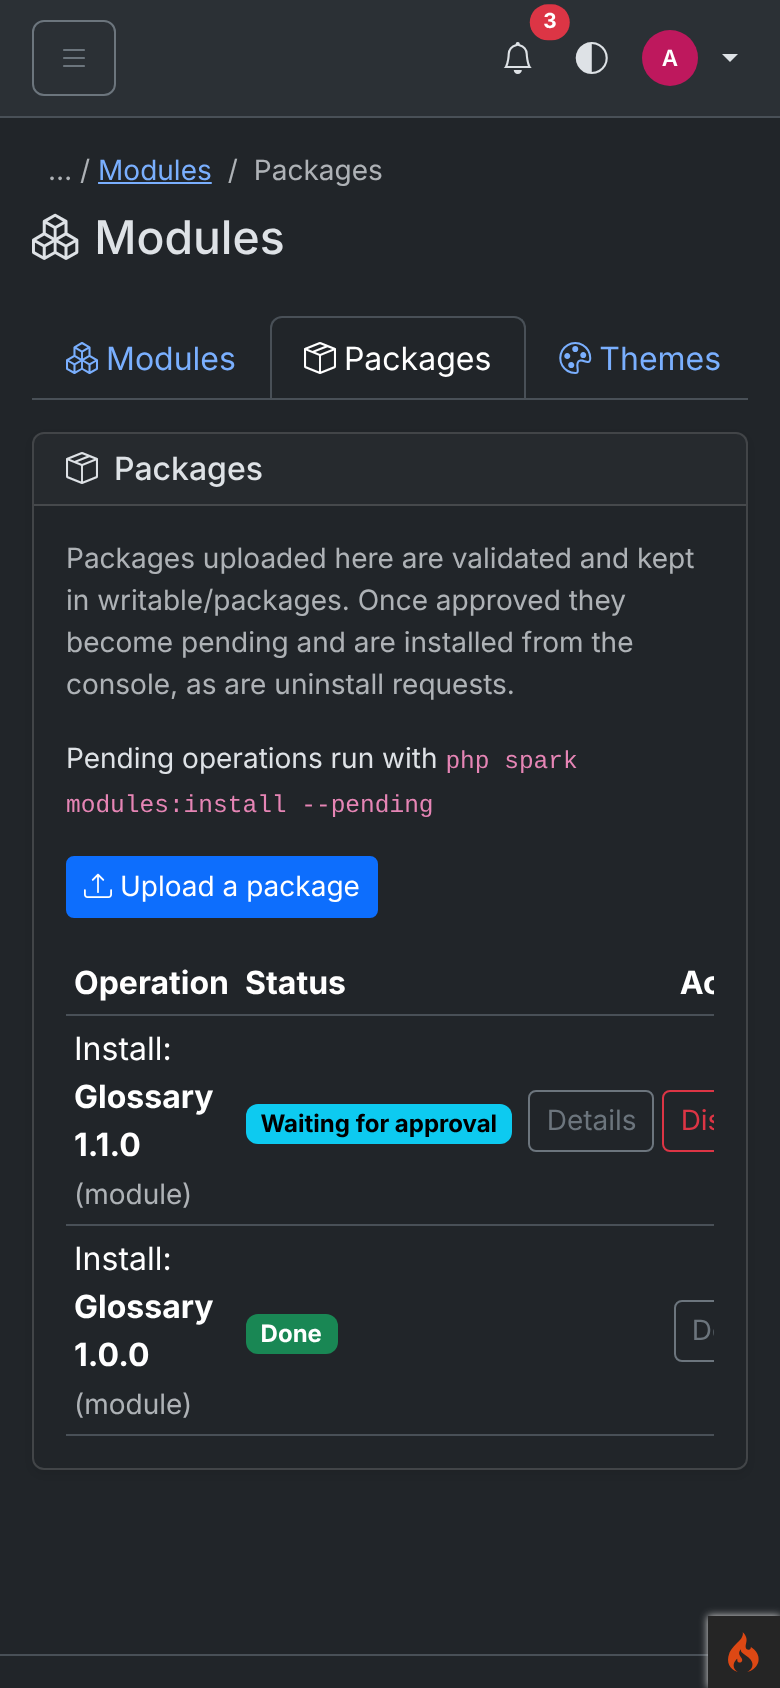 3
A
... / Modules / Packages
Modules
Modules
Packages
Themes
Packages
Packages uploaded here are validated and kept
in writable/packages. Once approved they
become pending and are installed from the
console, as are uninstall requests.
Pending operations run with php spark
modules:install --pending
Upload a package
Operation Status
Install:
Glossary
1.1.0
(module)
Waiting for approval
Details
Install:
Glossary
1.0.0
(module)
Done